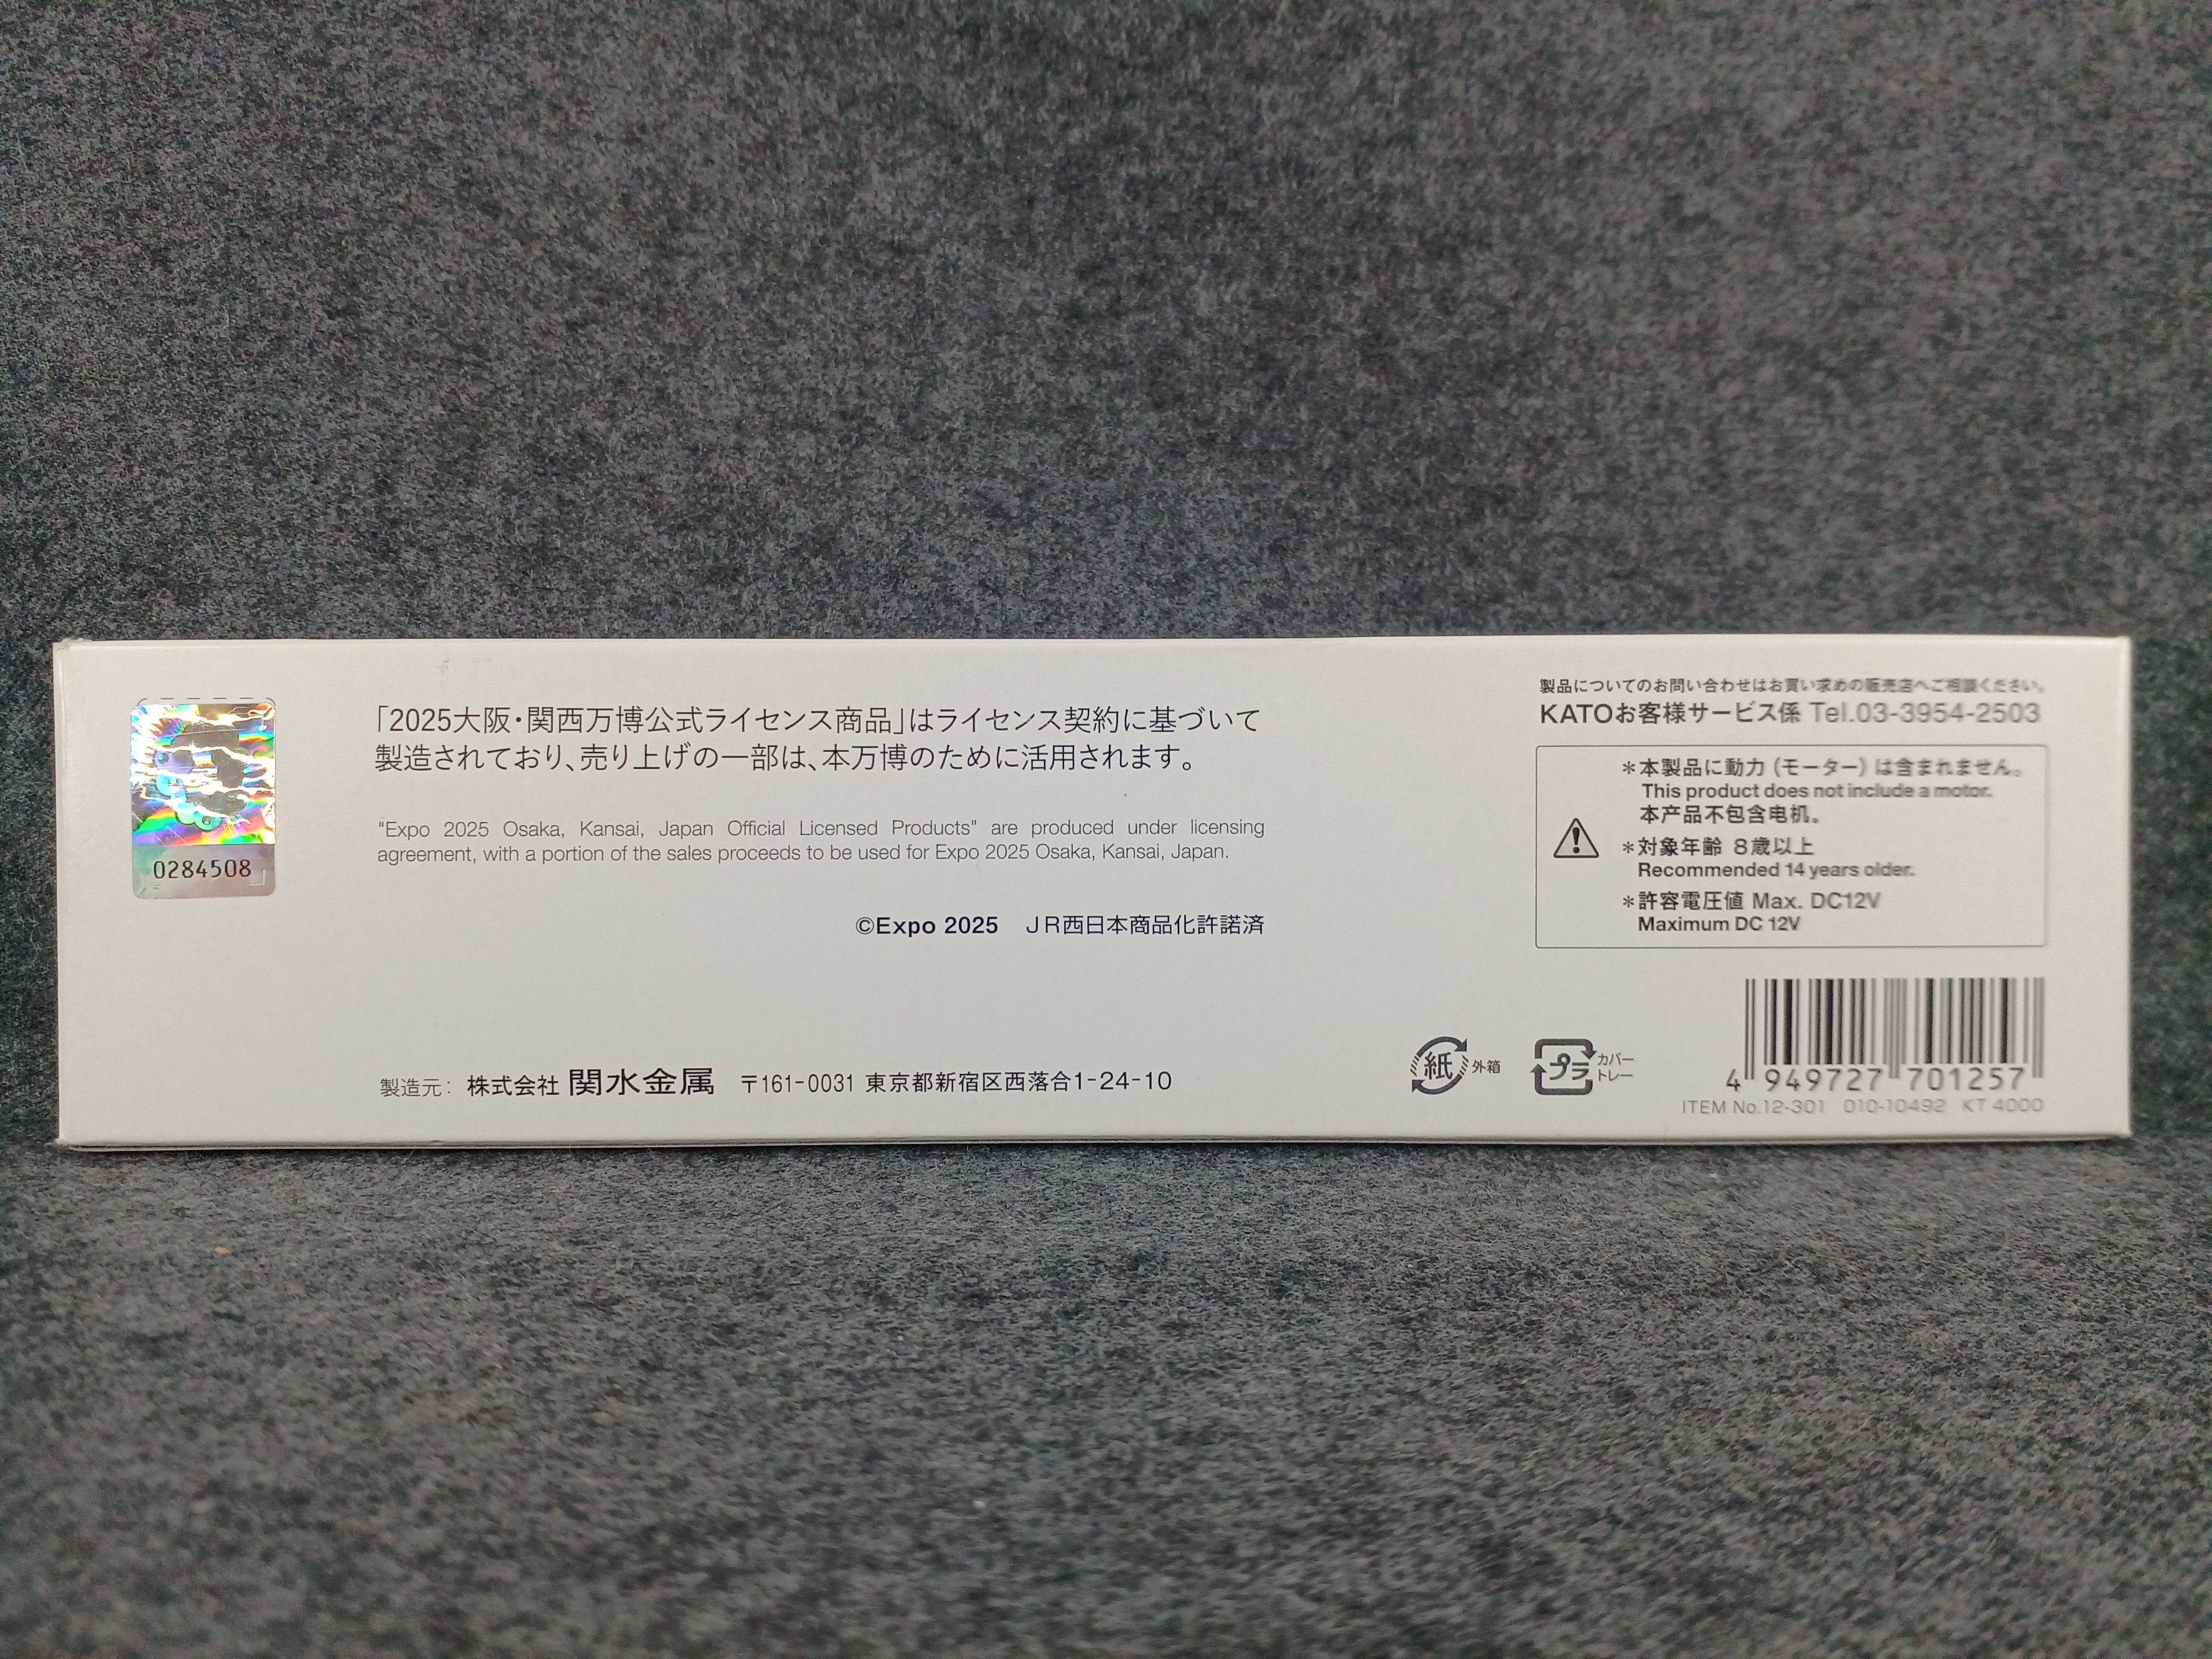 0284508
「2025大阪・関西万博公式ライセンス商品」はライセンス契約に基づいて
製造されており、売り上げの一部は、本万博のために活用されます。
"Expo 2025 Osaka, Kansai, Japan Official Licensed Products" are produced under licensing
agreement, with a portion of the sales proceeds to be used for Expo 2025 Osaka, Kansai, Japan.
©Expo 2025 JR西日本商品化許諾済
製造元: 株式会社 関水金属 〒161-0031 東京都新宿区西落合1-24-10
製品についてのお問い合わせはお買い求めの販売店へご相談ください。
KATOお客様サービス係 Tel.03-3954-2503
*本製品に動力(モーター)は含まれません。
This product does not include a motor.
本产品不包含电机。
*対象年齢 8歳以上
Recommended 14 years older.
*許容電圧値 Max. DC12V
Maximum DC 12V
紙 外箱
プラ カバー
トレー
4 949727 701257
ITEM No.12-301 010-10492 KT 4000